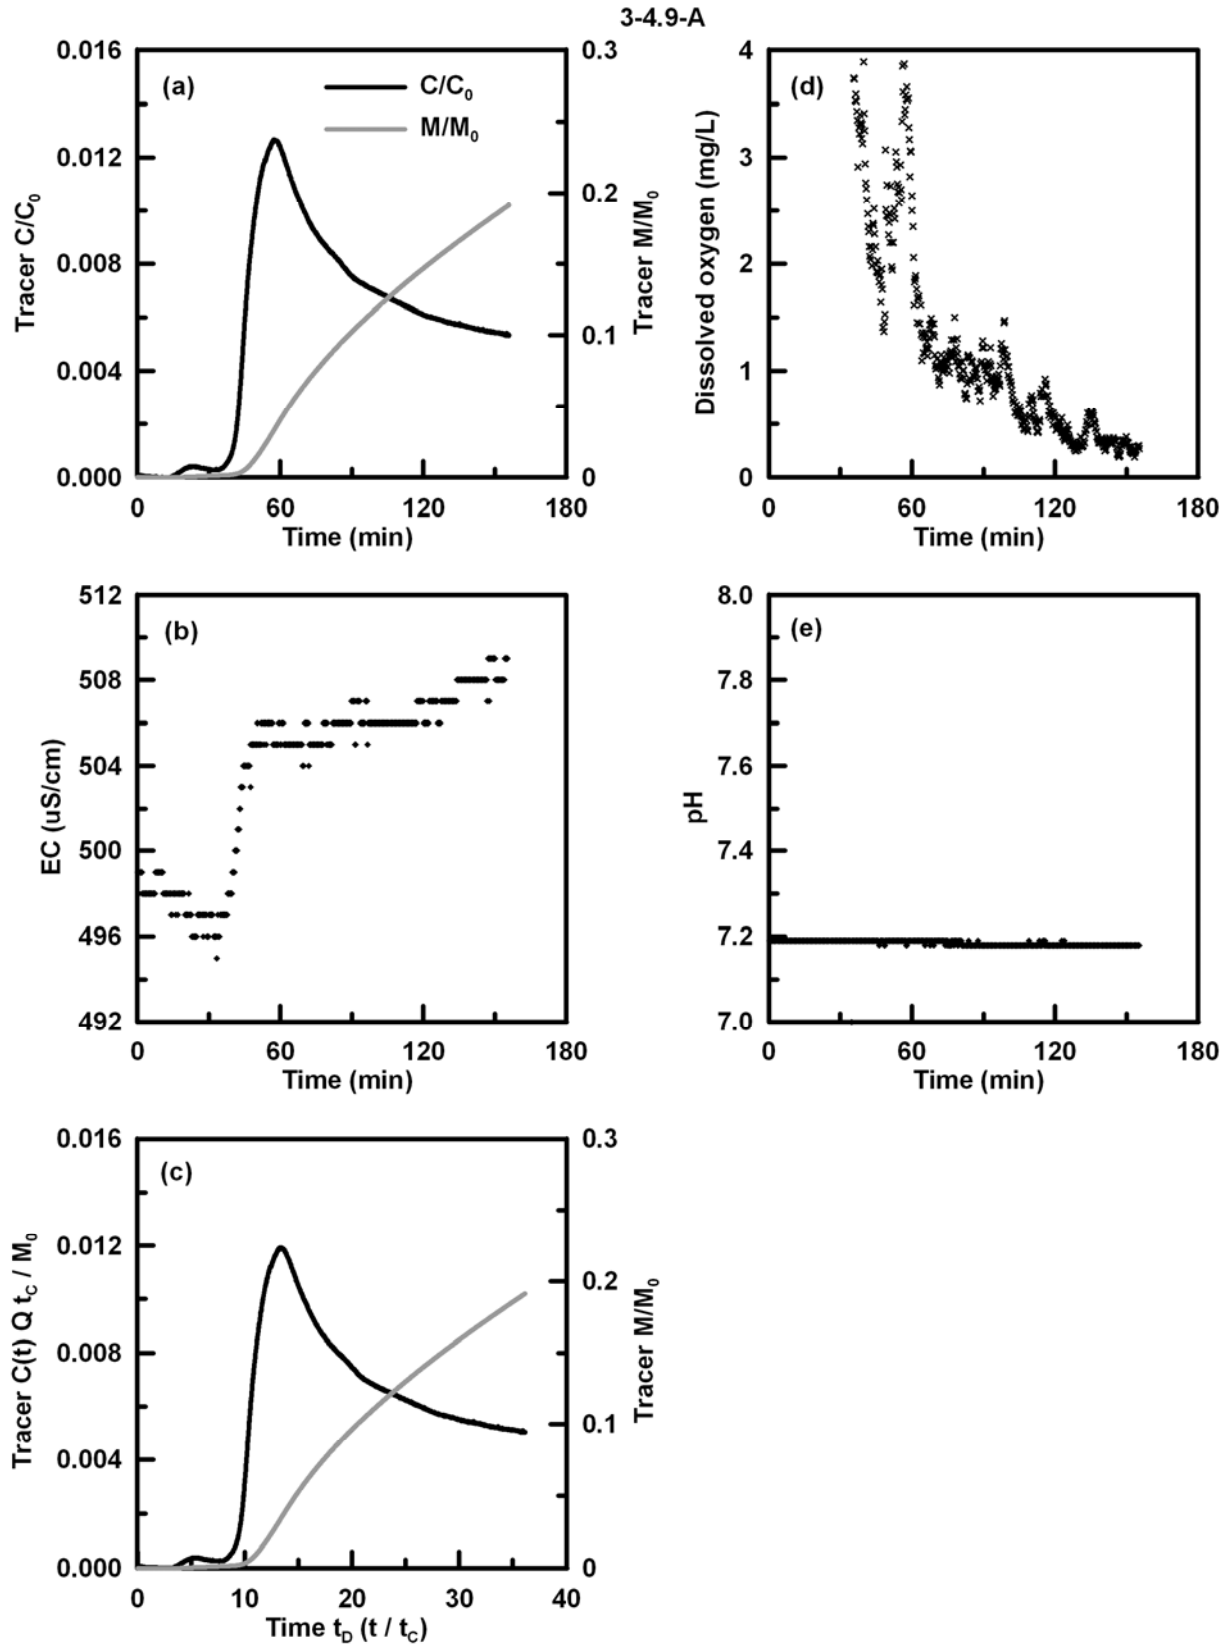 3-4.9-A
(a)
C/C₀
M/M₀
0.016
0.012
0.008
0.004
0.000
Tracer C/C₀
0.3
0.2
0.1
0
Tracer M/M₀
0 60 120 180
Time (min)
(d)
4
3
2
1
0
Dissolved oxygen (mg/L)
0 60 120 180
Time (min)
(b)
512
508
504
500
496
492
EC (uS/cm)
0 60 120 180
Time (min)
(e)
8.0
7.8
7.6
7.4
7.2
7.0
pH
0 60 120 180
Time (min)
(c)
0.016
0.012
0.008
0.004
0.000
Tracer C(t) Q t_C / M₀
0.3
0.2
0.1
0
Tracer M/M₀
0 10 20 30 40
Time t_D (t / t_C)